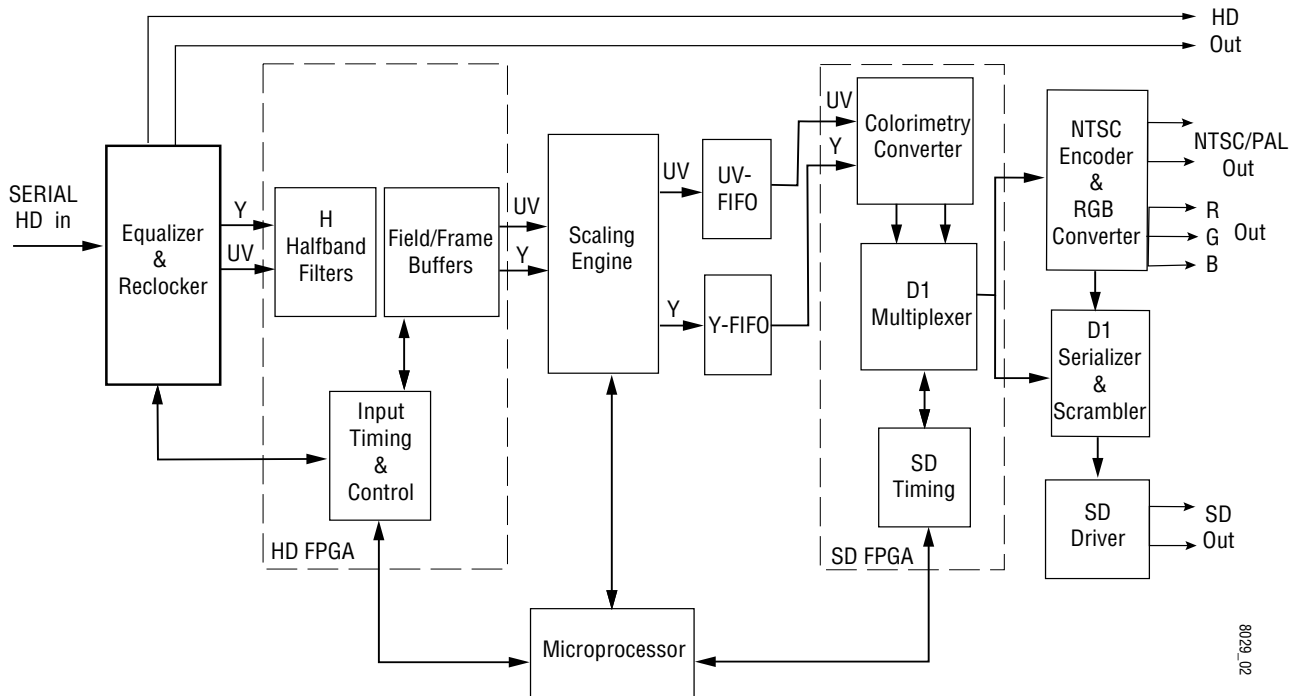 HD
Out
SERIAL
HD in
Equalizer
&
Reclocker
Y
UV
H
Halfband
Filters
Field/Frame
Buffers
Input
Timing
&
Control
HD FPGA
UV
Y
Scaling
Engine
UV
Y
UV-
FIFO
Y-FIFO
UV
Y
Colorimetry
Converter
D1
Multiplexer
SD
Timing
SD FPGA
NTSC
Encoder
&
RGB
Converter
NTSC/PAL
Out
R
G Out
B
D1
Serializer
&
Scrambler
SD
Driver
SD
Out
Microprocessor
8029_02